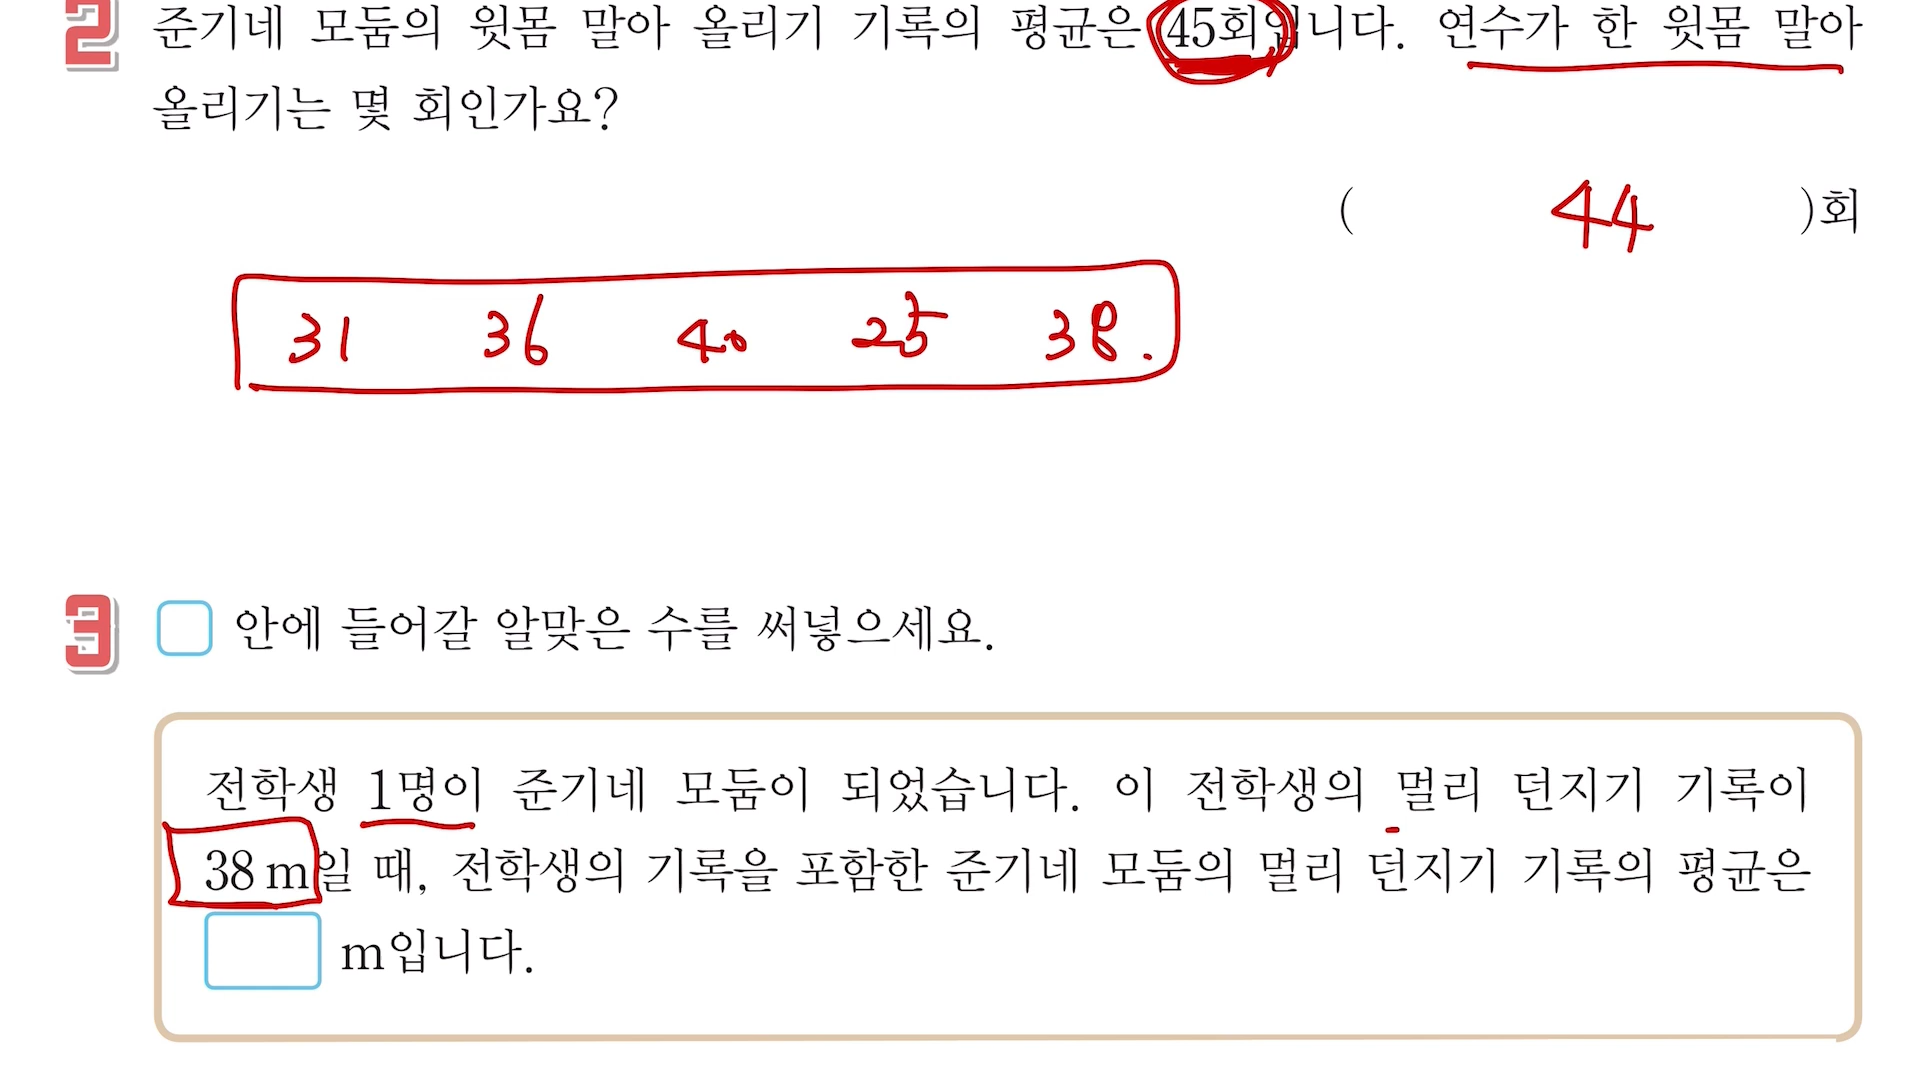 2 준기네 모둠의 윗몸 말아 올리기 기록의 평균은 45회입니다. 연수가 한 윗몸 말아
올리기는 몇 회인가요?
( 44 )회
31 36 40 25 38.
3 □ 안에 들어갈 알맞은 수를 써넣으세요.
전학생 1명이 준기네 모둠이 되었습니다. 이 전학생의 멀리 던지기 기록이
38 m일 때, 전학생의 기록을 포함한 준기네 모둠의 멀리 던지기 기록의 평균은
□ m입니다.